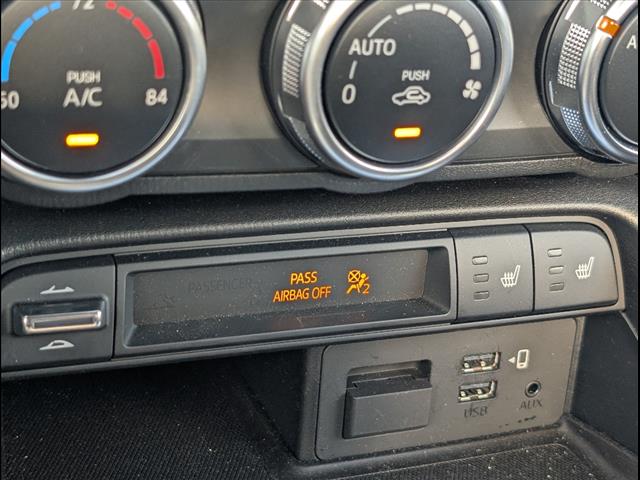 72
60
84
PUSH
A/C
AUTO
0
PUSH
PASSENGER
PASS
AIRBAG OFF
2
USB
AUX